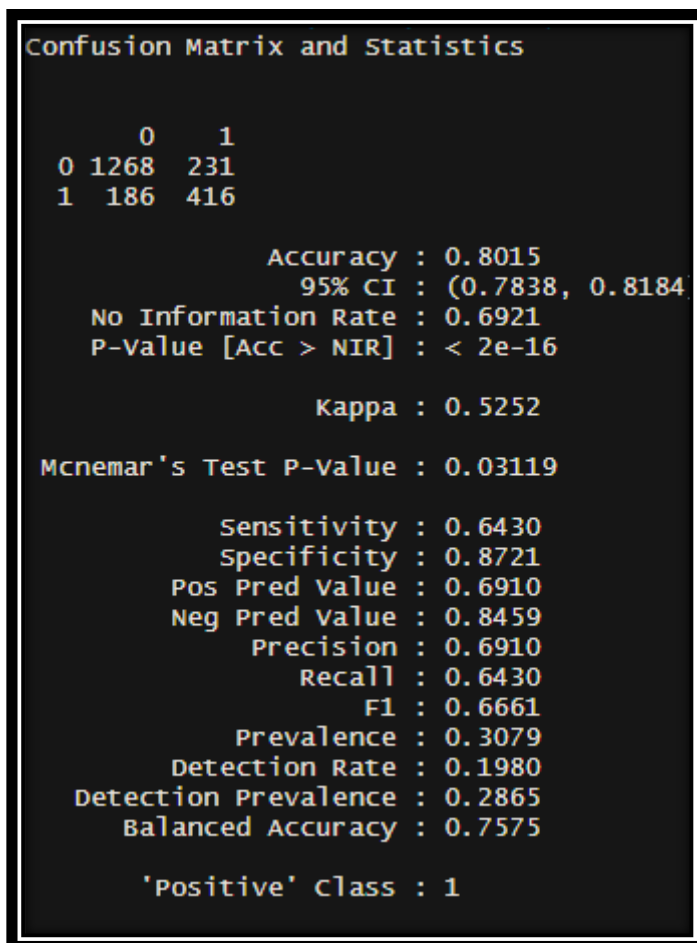 Confusion Matrix and Statistics
0 1
0 1268 231
1 186 416
Accuracy : 0.8015
95% CI : (0.7838, 0.8184)
No Information Rate : 0.6921
P-Value [Acc > NIR] : < 2e-16
Kappa : 0.5252
Mcnemar's Test P-Value : 0.03119
Sensitivity : 0.6430
Specificity : 0.8721
Pos Pred Value : 0.6910
Neg Pred Value : 0.8459
Precision : 0.6910
Recall : 0.6430
F1 : 0.6661
Prevalence : 0.3079
Detection Rate : 0.1980
Detection Prevalence : 0.2865
Balanced Accuracy : 0.7575
'Positive' Class : 1